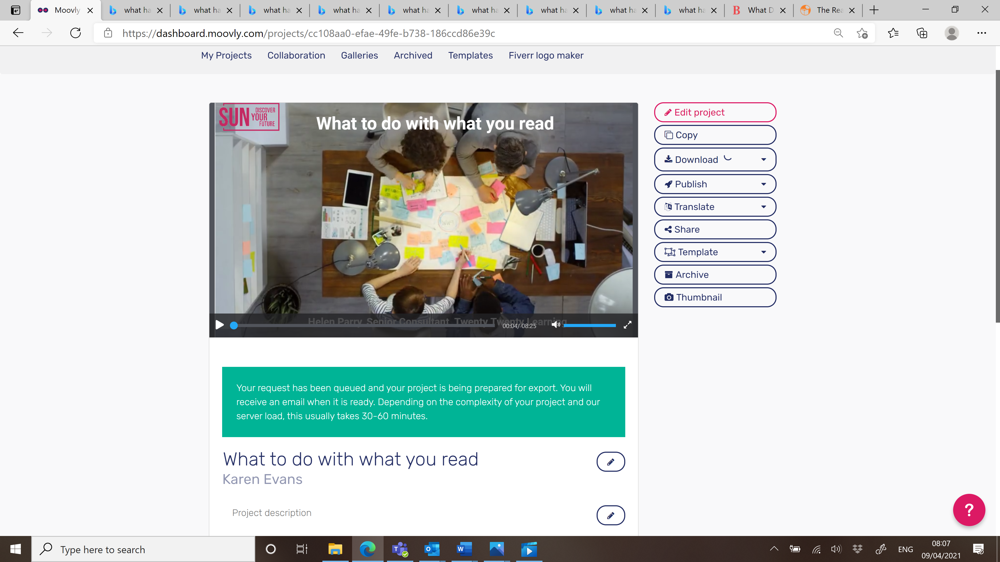 Moovly
what ha
what ha
what ha
what ha
what ha
what ha
what ha
what ha
what ha
What D
The Rea
https://dashboard.moovly.com/projects/cc108aa0-efae-49fe-b738-186ccd86e39c
My Projects Collaboration Galleries Archived Templates Fiverr logo maker
SUN DISCOVER YOUR FUTURE
What to do with what you read
Helen Parry, Senior Consultant, Twenty Twenty Learning
00:04/ 08:25
Edit project
Copy
Download
Publish
Translate
Share
Template
Archive
Thumbnail
Your request has been queued and your project is being prepared for export. You will
receive an email when it is ready. Depending on the complexity of your project and our
server load, this usually takes 30-60 minutes.
What to do with what you read
Karen Evans
Project description
?
Type here to search
ENG
08:07
09/04/2021